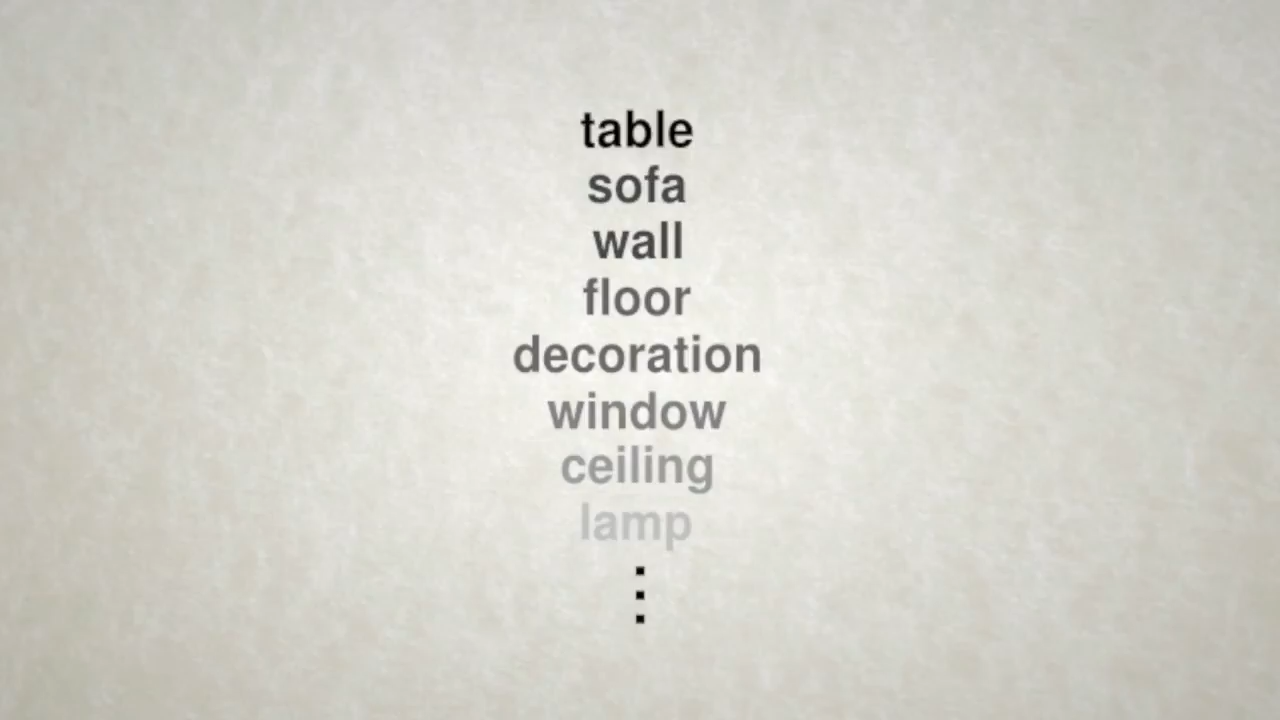 table
sofa
wall
floor
decoration
window
ceiling
lamp
⋮